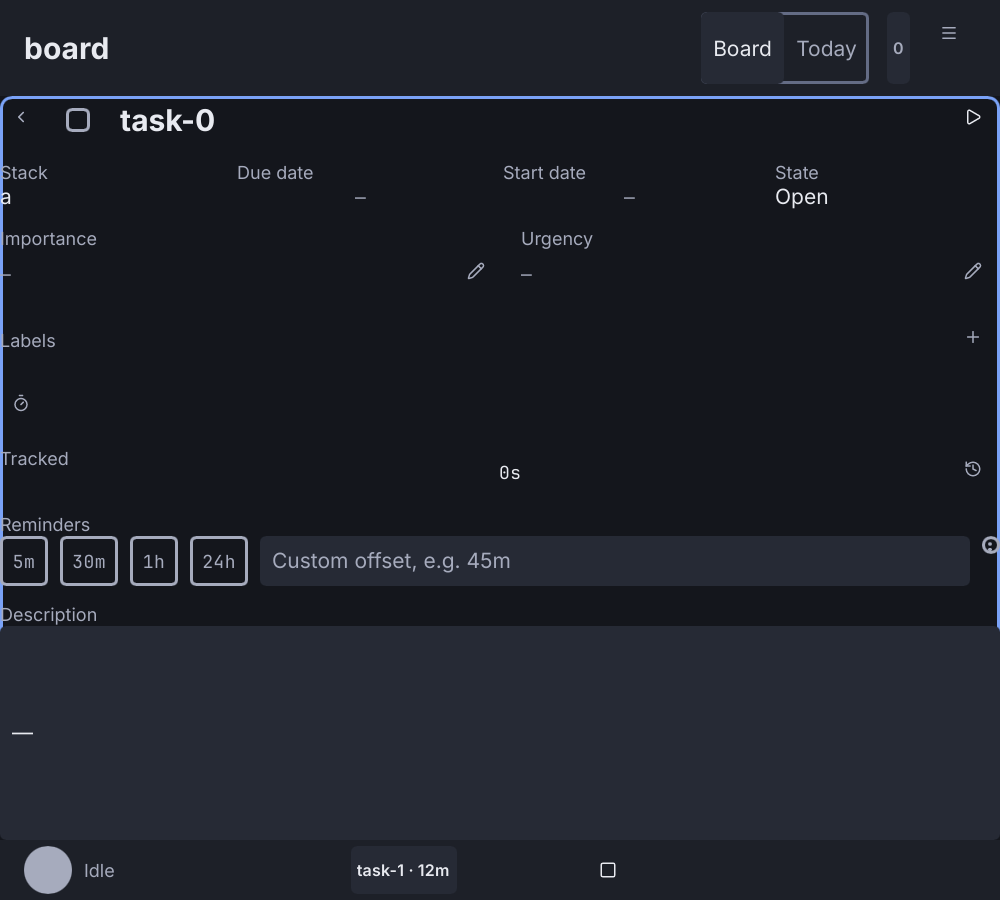 board
Board Today 0
task-0
Stack Due date Start date State
a – – Open
Importance Urgency
– –
Labels
Tracked
0s
Reminders
5m 30m 1h 24h Custom offset, e.g. 45m
Description
—
Idle task-1 · 12m